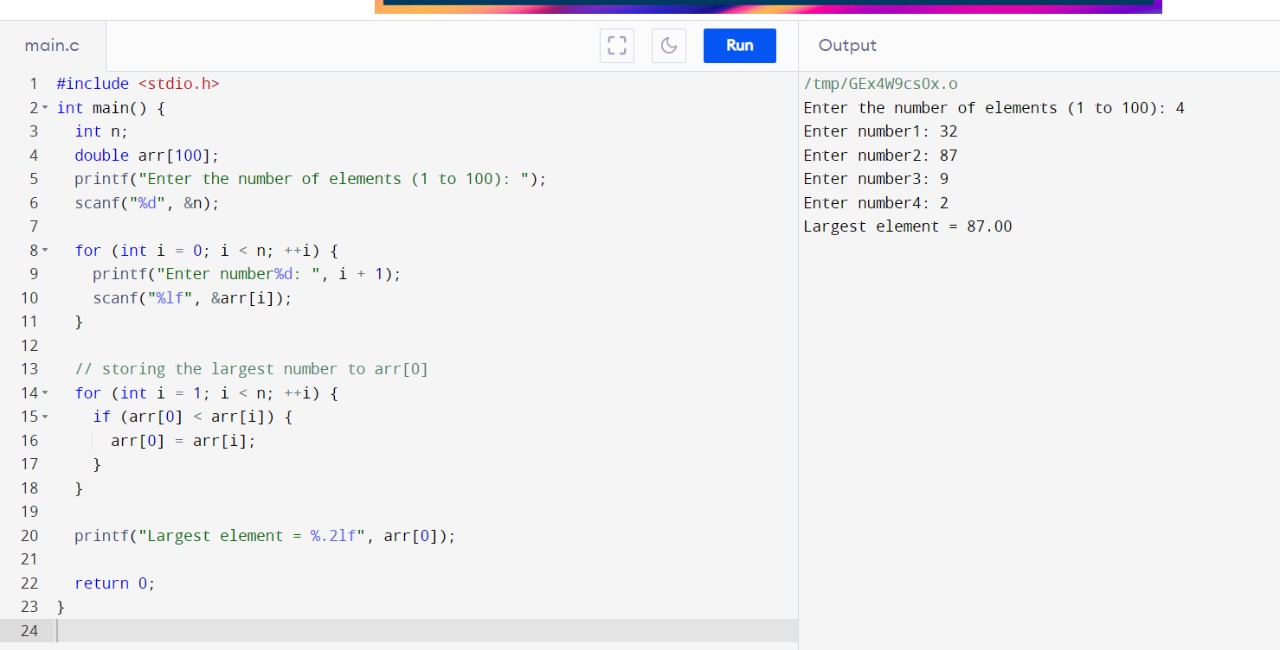 main.c
Run
Output
1 #include <stdio.h>
2 int main() {
3 int n;
4 double arr[100];
5 printf("Enter the number of elements (1 to 100): ");
6 scanf("%d", &n);
7
8 for (int i = 0; i < n; ++i) {
9 printf("Enter number%d: ", i + 1);
10 scanf("%lf", &arr[i]);
11 }
12
13 // storing the largest number to arr[0]
14 for (int i = 1; i < n; ++i) {
15 if (arr[0] < arr[i]) {
16 arr[0] = arr[i];
17 }
18 }
19
20 printf("Largest element = %.2lf", arr[0]);
21
22 return 0;
23 }
24
/tmp/GEx4W9csOx.o
Enter the number of elements (1 to 100): 4
Enter number1: 32
Enter number2: 87
Enter number3: 9
Enter number4: 2
Largest element = 87.00